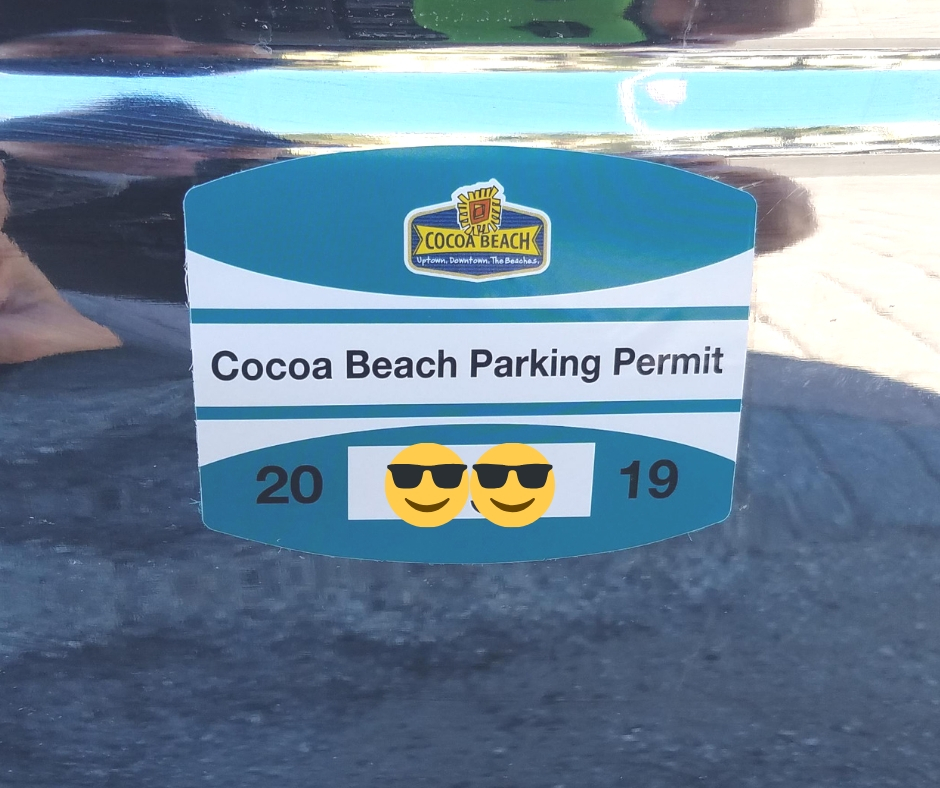 COCOA BEACH
Uptown. Downtown. The Beaches.
Cocoa Beach Parking Permit
20 19